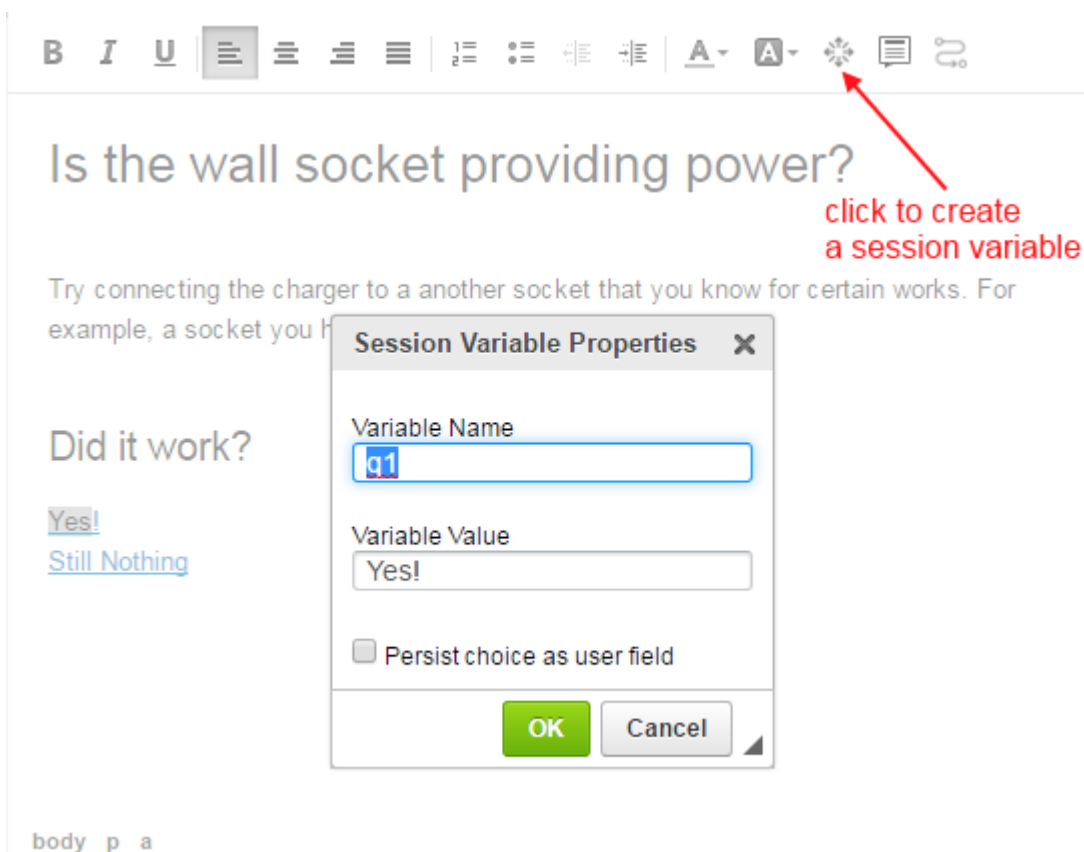 B I U A A
Is the wall socket providing power?
click to create
a session variable
Try connecting the charger to a another socket that you know for certain works. For
example, a socket you h
Session Variable Properties
Variable Name
q1
Did it work?
Yes!
Still Nothing
Variable Value
Yes!
Persist choice as user field
OK Cancel
body p a